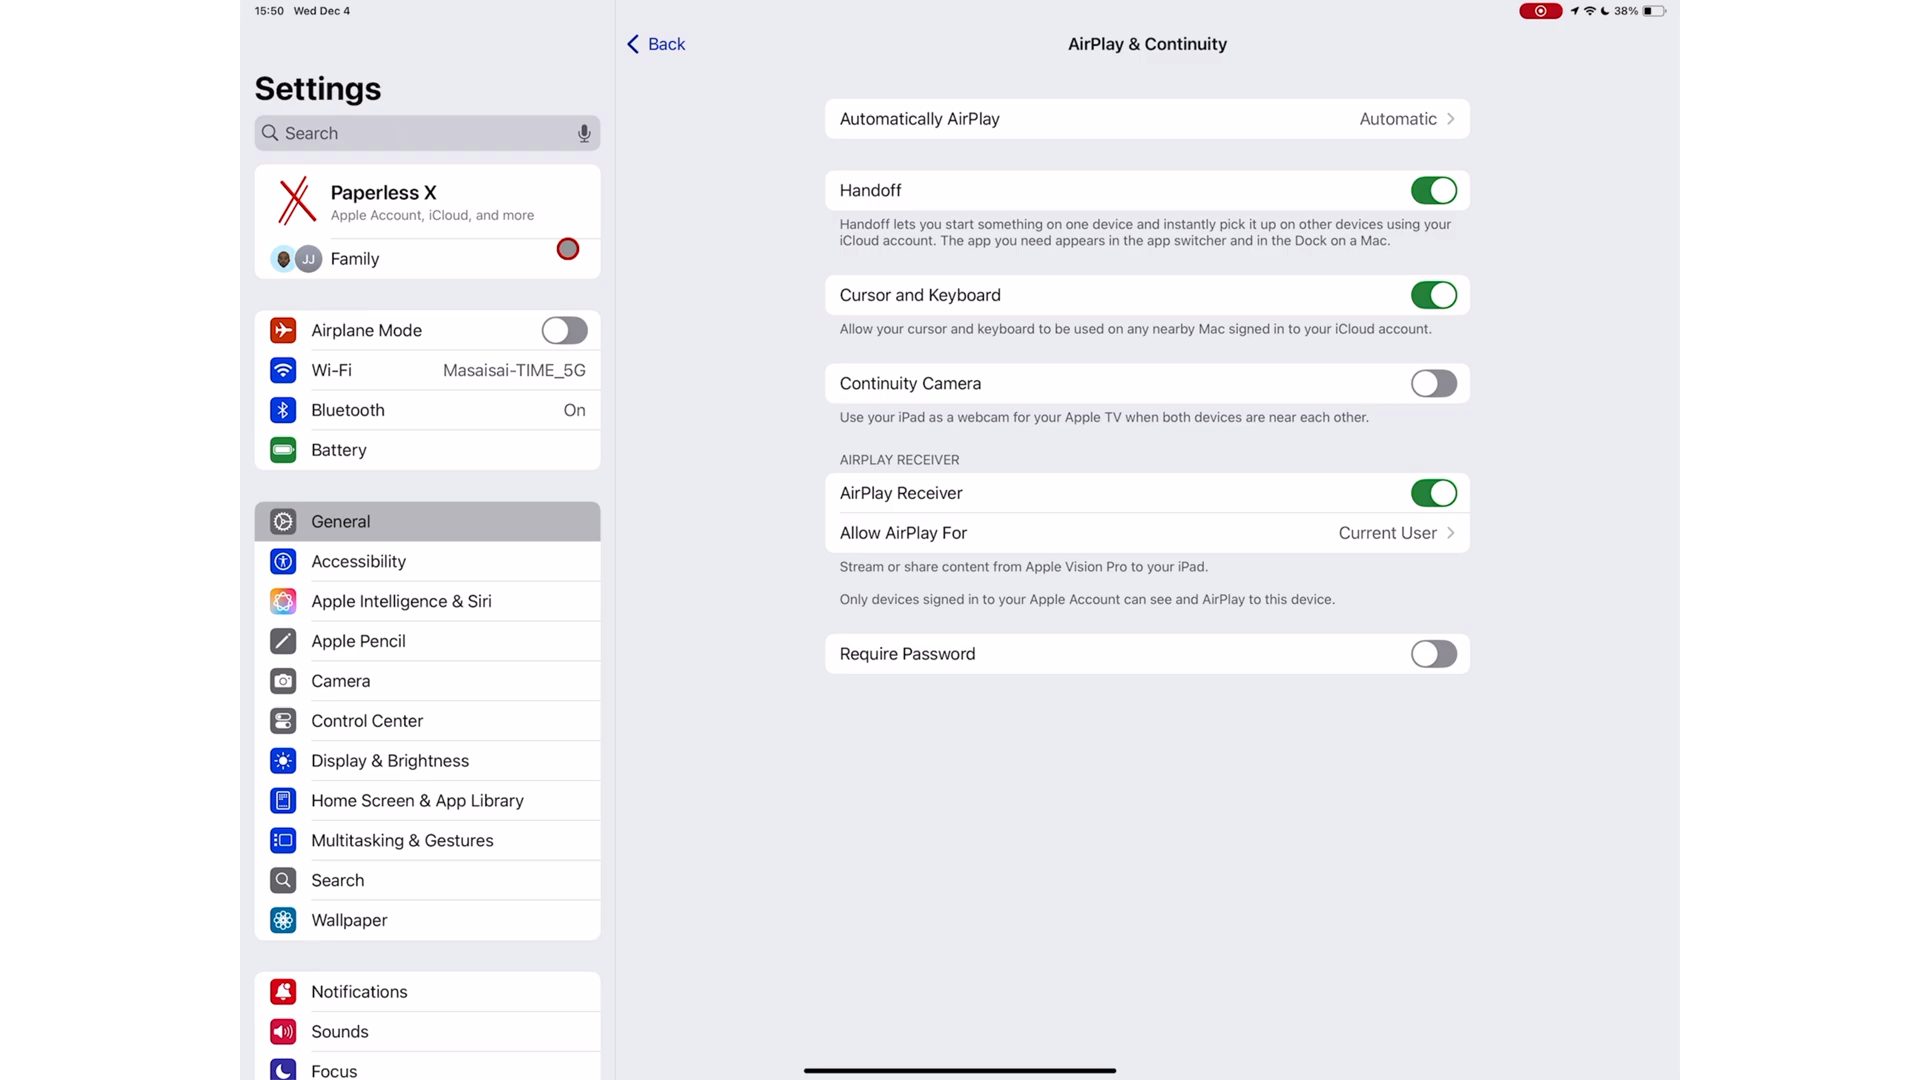 15:50 Wed Dec 4
38%
Settings
Search
Paperless X
Apple Account, iCloud, and more
JJ
Family
Airplane Mode
Wi-Fi Masaisai-TIME_5G
Bluetooth On
Battery
General
Accessibility
Apple Intelligence & Siri
Apple Pencil
Camera
Control Center
Display & Brightness
Home Screen & App Library
Multitasking & Gestures
Search
Wallpaper
Notifications
Sounds
Focus
Back
AirPlay & Continuity
Automatically AirPlay Automatic
Handoff
Handoff lets you start something on one device and instantly pick it up on other devices using your
iCloud account. The app you need appears in the app switcher and in the Dock on a Mac.
Cursor and Keyboard
Allow your cursor and keyboard to be used on any nearby Mac signed in to your iCloud account.
Continuity Camera
Use your iPad as a webcam for your Apple TV when both devices are near each other.
AIRPLAY RECEIVER
AirPlay Receiver
Allow AirPlay For Current User
Stream or share content from Apple Vision Pro to your iPad.
Only devices signed in to your Apple Account can see and AirPlay to this device.
Require Password